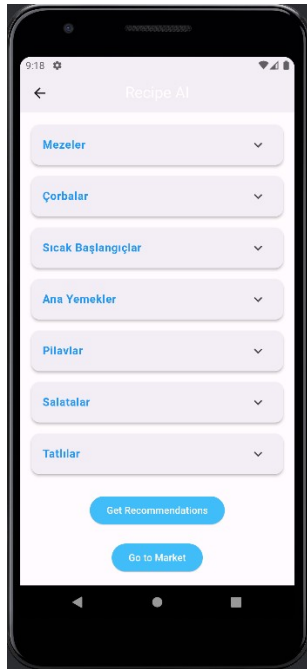 9:18
Recipe AI
Mezeler
Çorbalar
Sıcak Başlangıçlar
Ana Yemekler
Pilavlar
Salatalar
Tatlılar
Get Recommendations
Go to Market